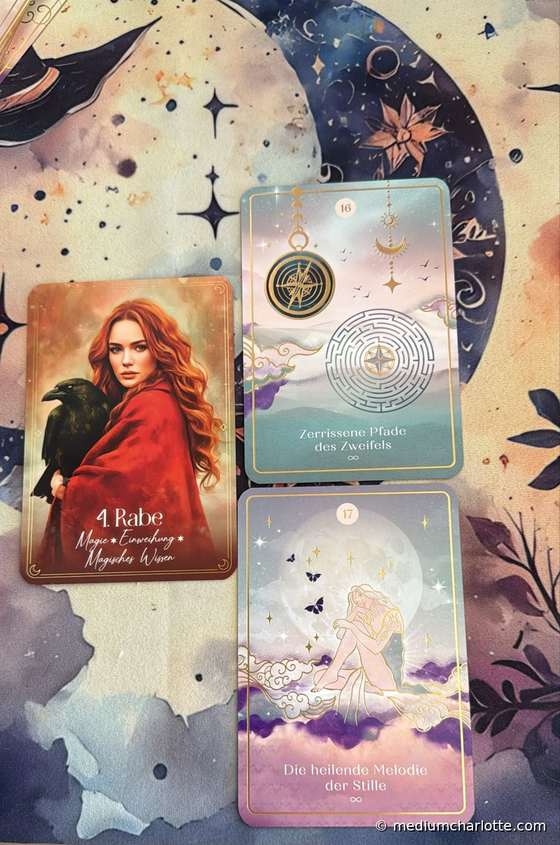 4. Rabe
Magie ✶ Einweihung ✶
Magisches Wissen
16
Zerrissene Pfade
des Zweifels
∞
17
Die heilende Melodie
der Stille
∞
© mediumcharlotte.com